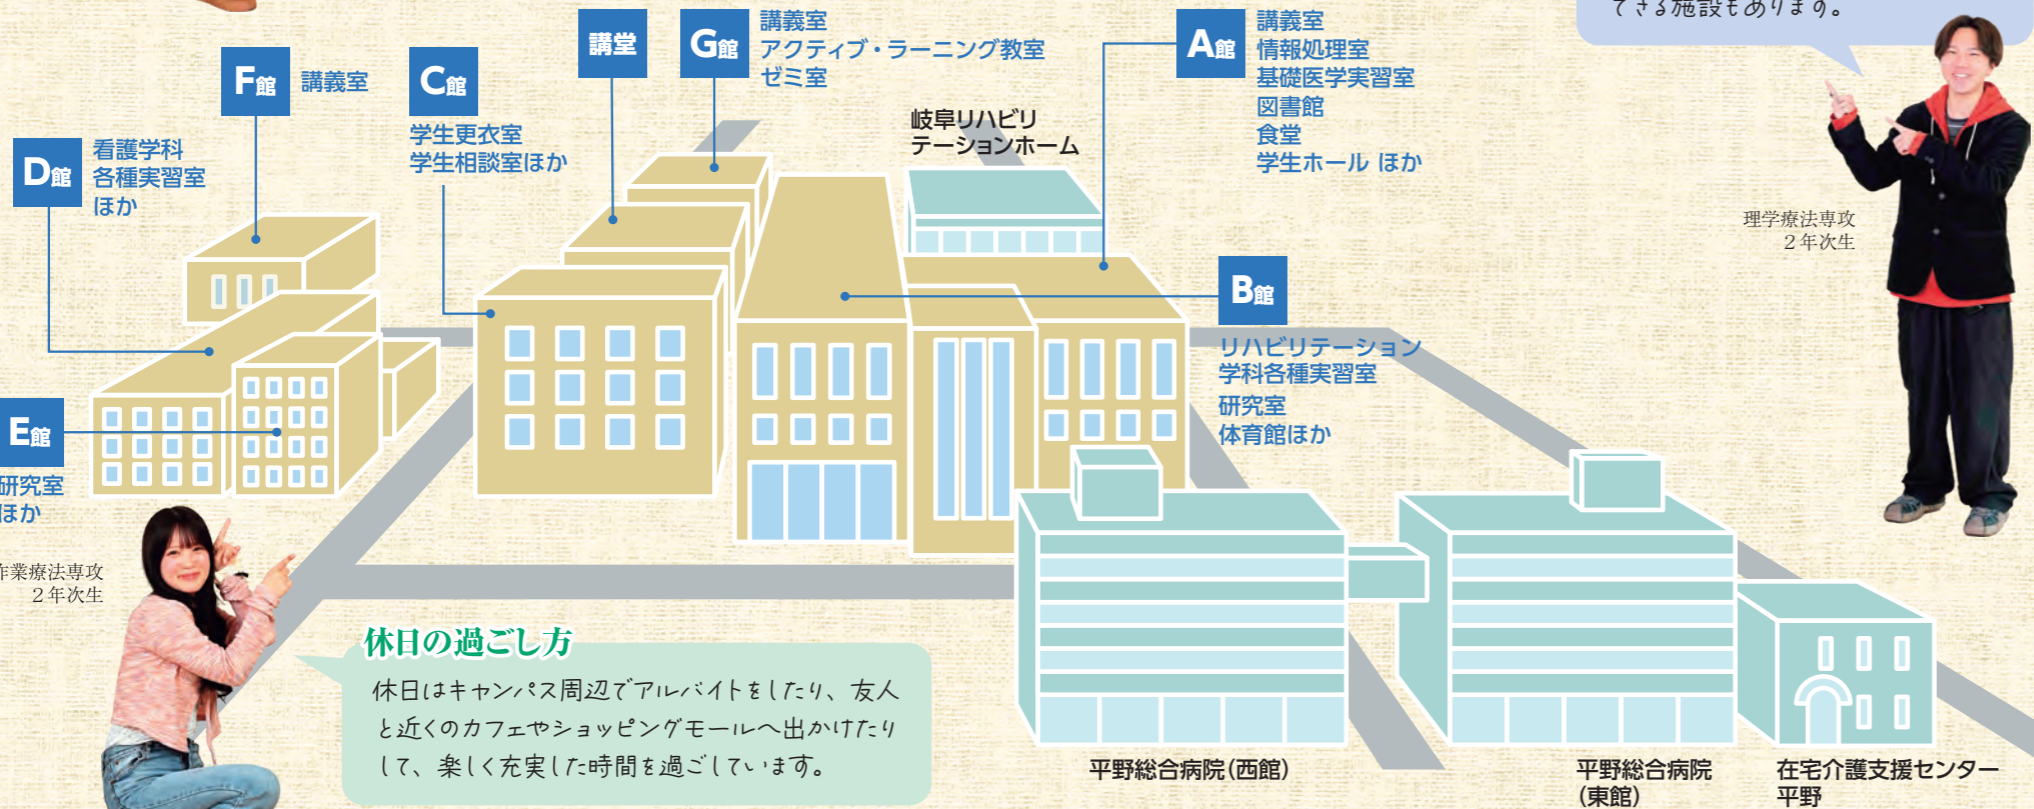 できる施設もあります。
講堂
G館
講義室
アクティブ・ラーニング教室
ゼミ室
A館
講義室
情報処理室
基礎医学実習室
図書館
食堂
学生ホール ほか
F館
講義室
C館
学生更衣室
学生相談室ほか
岐阜リハビリ
テーションホーム
D館
看護学科
各種実習室
ほか
理学療法専攻
2年次生
B館
リハビリテーション
学科各種実習室
研究室
体育館ほか
E館
研究室
ほか
作業療法専攻
2年次生
休日の過ごし方
休日はキャンパス周辺でアルバイトをしたり、友人
と近くのカフェやショッピングモールへ出かけたり
して、楽しく充実した時間を過ごしています。
平野総合病院(西館)
平野総合病院
(東館)
在宅介護支援センター
平野